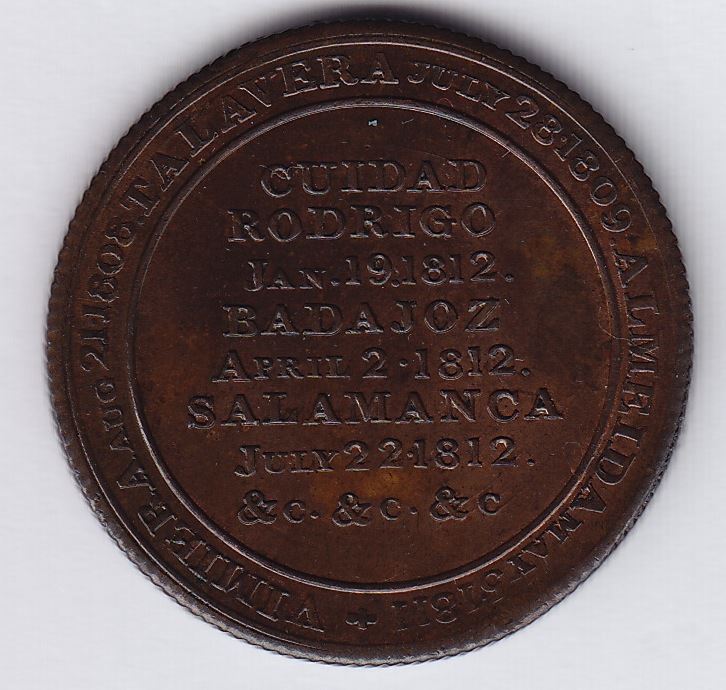 VIMIERA AUG 21 1808. TALAVERA JULY 28·1809. ALMEIDA MAY 5 1811 +
CUIDAD
RODRIGO
JAN. 19. 1812.
BADAJOZ
APRIL 2·1812.
SALAMANCA
JULY 22·1812.
&C. &C. &C